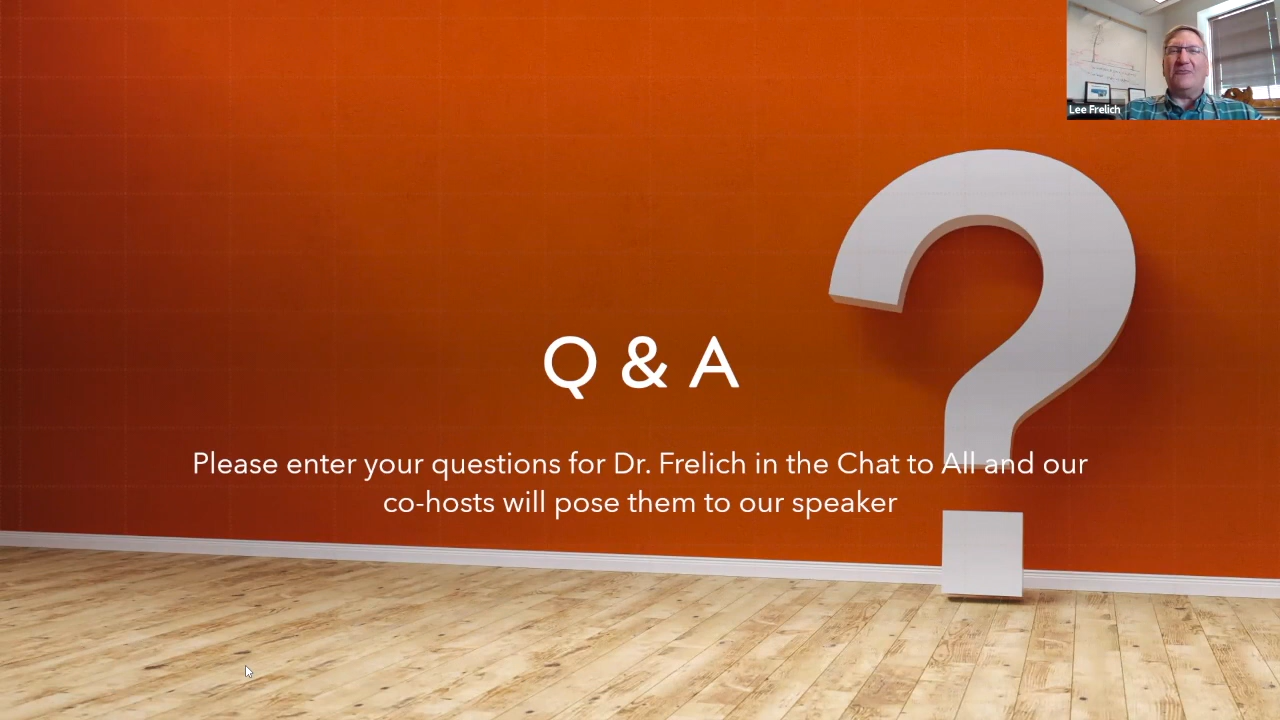 Lee Frelich
Q & A
Please enter your questions for Dr. Frelich in the Chat to All and our
co-hosts will pose them to our speaker